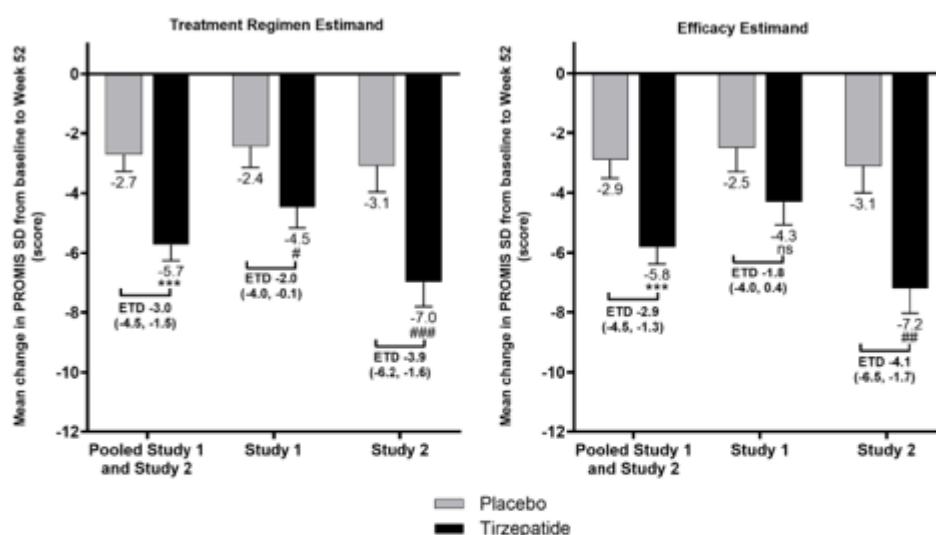 Treatment Regimen Estimand
Mean change in PROMIS SD from baseline to Week 52
(score)
0
-2
-4
-6
-8
-10
-12
-2.7
-5.7
***
ETD -3.0
(-4.5, -1.5)
-2.4
-4.5
#
ETD -2.0
(-4.0, -0.1)
-3.1
-7.0
###
ETD -3.9
(-6.2, -1.6)
Pooled Study 1
and Study 2
Study 1
Study 2
Efficacy Estimand
Mean change in PROMIS SD from baseline to Week 52
(score)
0
-2
-4
-6
-8
-10
-12
-2.9
-5.8
***
ETD -2.9
(-4.5, -1.3)
-2.5
-4.3
ns
ETD -1.8
(-4.0, 0.4)
-3.1
-7.2
##
ETD -4.1
(-6.5, -1.7)
Pooled Study 1
and Study 2
Study 1
Study 2
Placebo
Tirzepatide